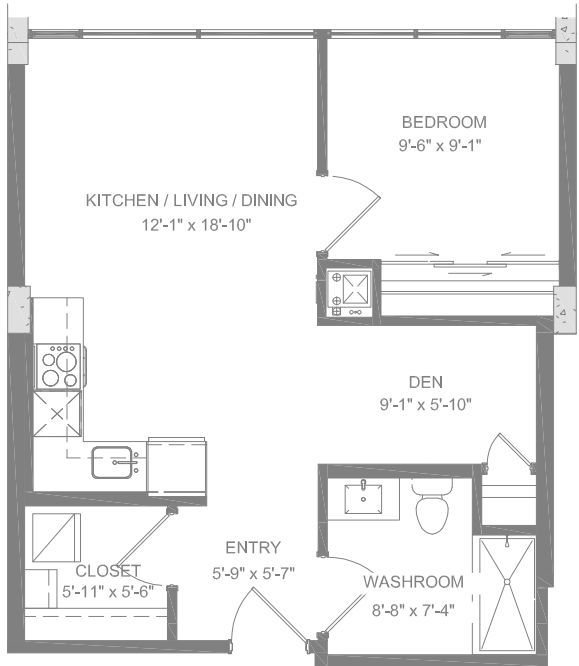 BEDROOM
9'-6" x 9'-1"
KITCHEN / LIVING / DINING
12'-1" x 18'-10"
DEN
9'-1" x 5'-10"
ENTRY
5'-9" x 5'-7"
CLOSET
5'-11" x 5'-6"
WASHROOM
8'-8" x 7'-4"